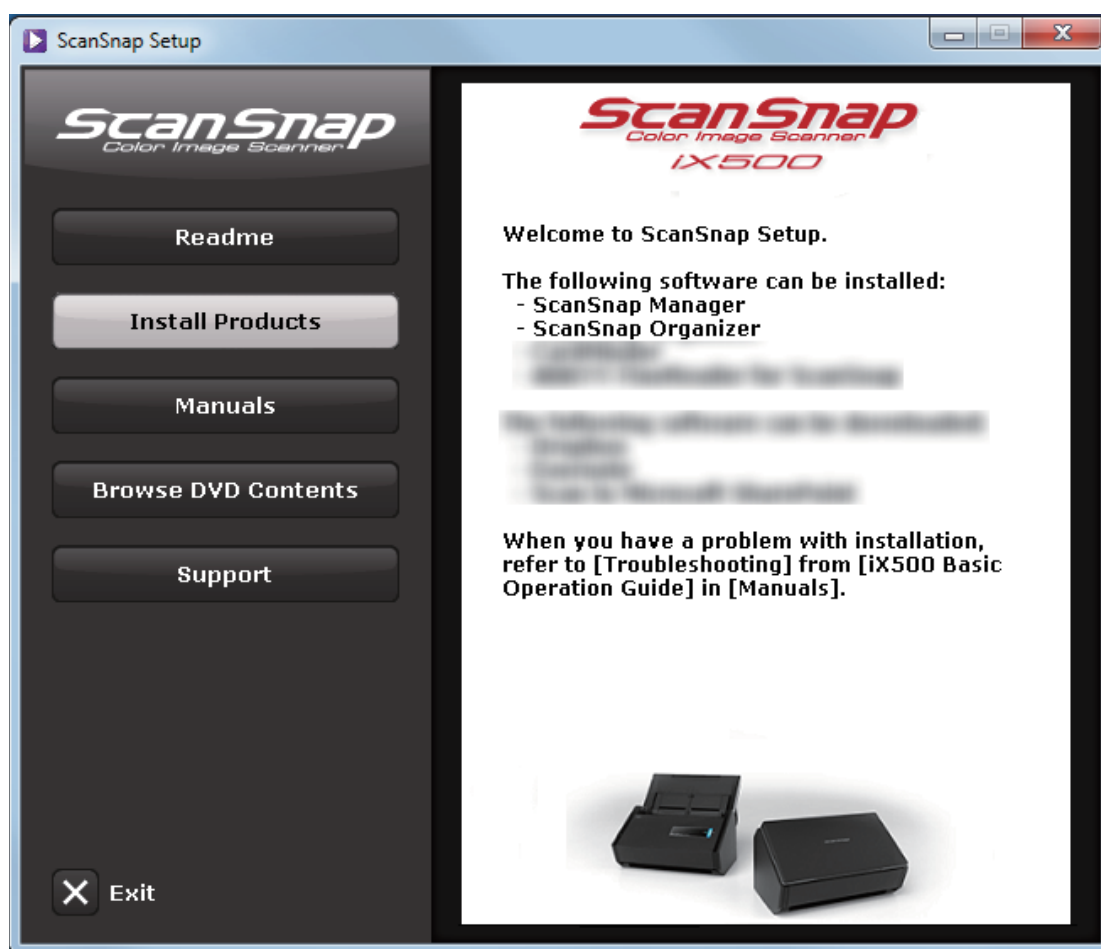 ScanSnap Setup
ScanSnap
Color Image Scanner
Readme
Install Products
Manuals
Browse DVD Contents
Support
Exit
ScanSnap
Color Image Scanner
iX500
Welcome to ScanSnap Setup.
The following software can be installed:
- ScanSnap Manager
- ScanSnap Organizer
When you have a problem with installation,
refer to [Troubleshooting] from [iX500 Basic
Operation Guide] in [Manuals].